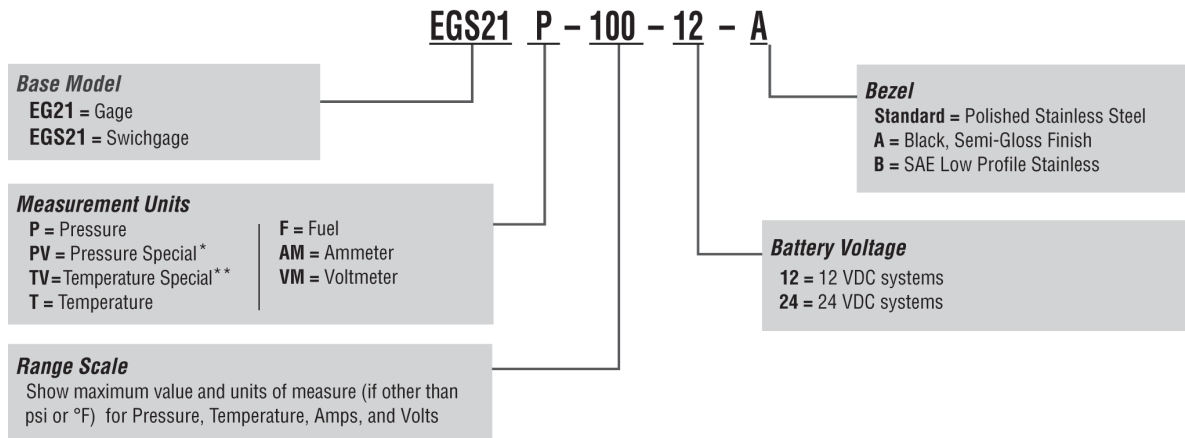 EGS21 P – 100 – 12 – A
Base Model
EG21 = Gage
EGS21 = Swichgage
Measurement Units
P = Pressure
PV = Pressure Special*
TV=Temperature Special**
T = Temperature
F = Fuel
AM = Ammeter
VM = Voltmeter
Range Scale
Show maximum value and units of measure (if other than
psi or °F) for Pressure, Temperature, Amps, and Volts
Bezel
Standard = Polished Stainless Steel
A = Black, Semi-Gloss Finish
B = SAE Low Profile Stainless
Battery Voltage
12 = 12 VDC systems
24 = 24 VDC systems